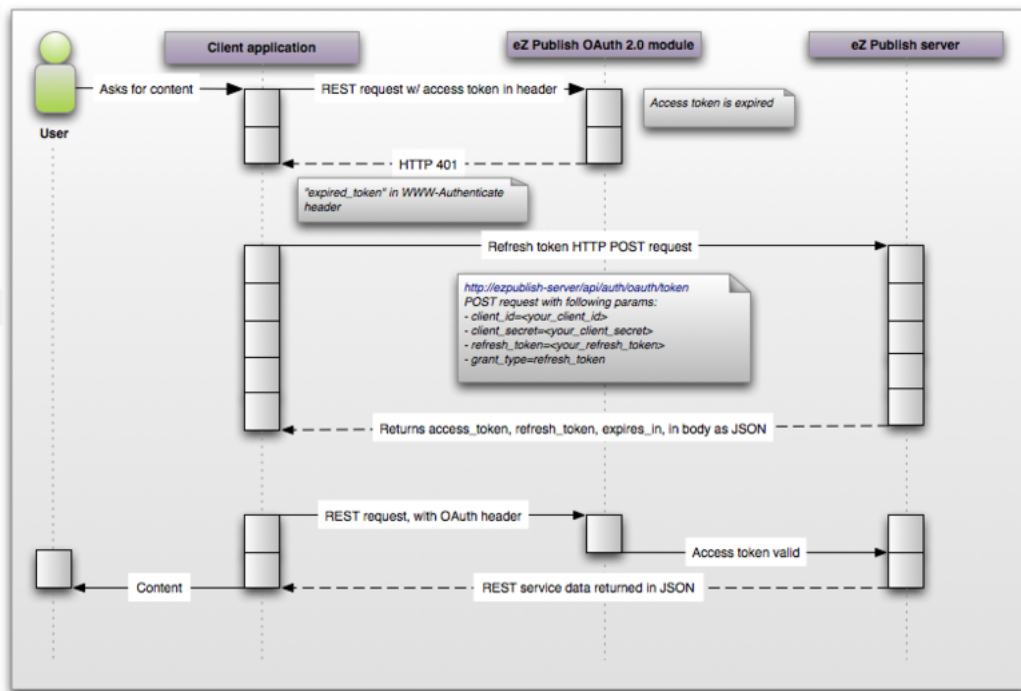 Client application
eZ Publish OAuth 2.0 module
eZ Publish server
Asks for content
REST request w/ access token in header
Access token is expired
User
HTTP 401
"expired_token" in WWW-Authenticate
header
Refresh token HTTP POST request
http://ezpublish-server/api/auth/oauth/token
POST request with following params:
- client_id=<your_client_id>
- client_secret=<your_client_secret>
- refresh_token=<your_refresh_token>
- grant_type=refresh_token
Returns access_token, refresh_token, expires_in, in body as JSON
REST request, with OAuth header
Access token valid
Content
REST service data returned in JSON